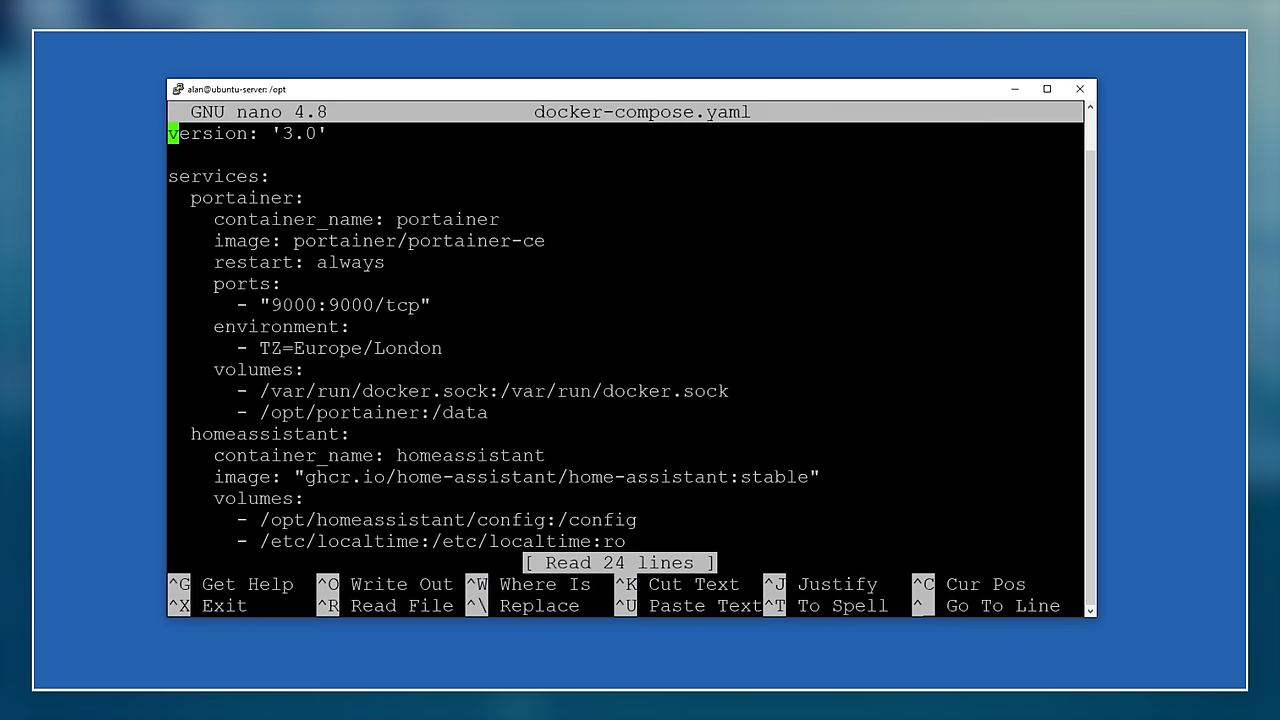 alan@ubuntu-server: /opt
GNU nano 4.8 docker-compose.yaml
version: '3.0'
services:
  portainer:
    container_name: portainer
    image: portainer/portainer-ce
    restart: always
    ports:
      - "9000:9000/tcp"
    environment:
      - TZ=Europe/London
    volumes:
      - /var/run/docker.sock:/var/run/docker.sock
      - /opt/portainer:/data
  homeassistant:
    container_name: homeassistant
    image: "ghcr.io/home-assistant/home-assistant:stable"
    volumes:
      - /opt/homeassistant/config:/config
      - /etc/localtime:/etc/localtime:ro
[ Read 24 lines ]
^G Get Help ^O Write Out ^W Where Is ^K Cut Text ^J Justify ^C Cur Pos
^X Exit ^R Read File ^\ Replace ^U Paste Text^T To Spell ^_ Go To Line